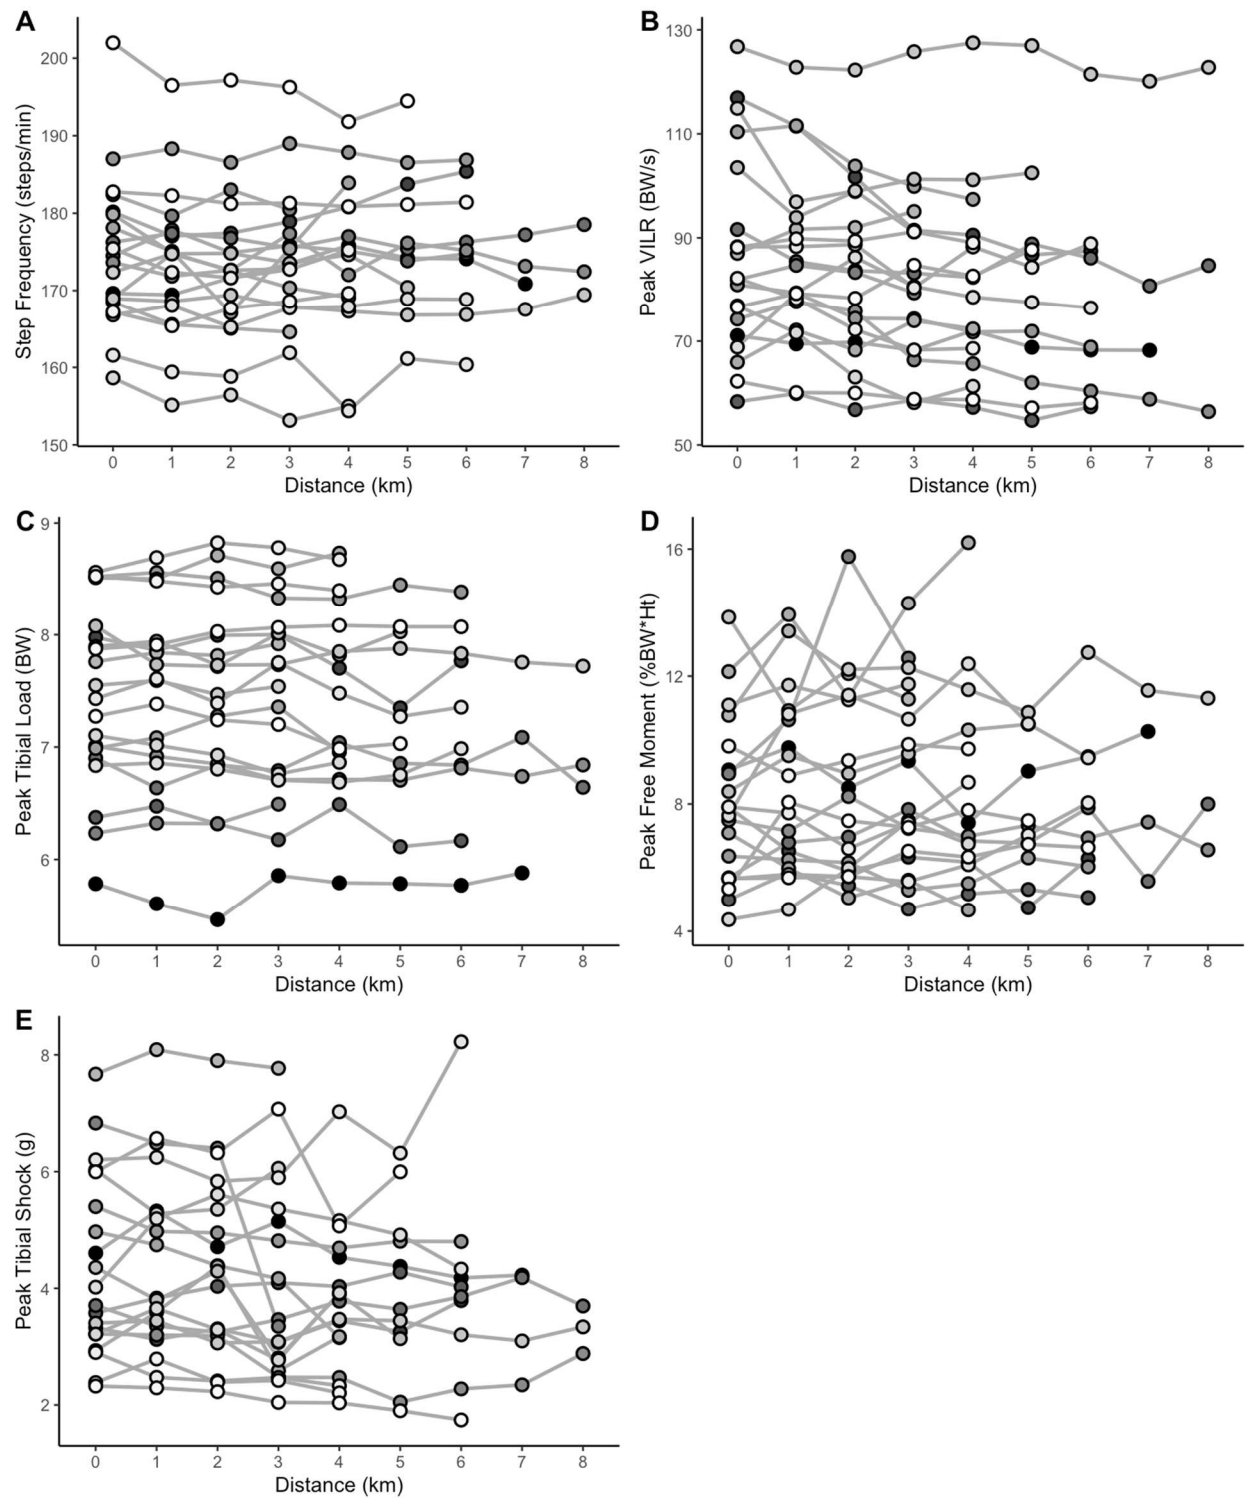 A
Step Frequency (steps/min)
200
190
180
170
160
150
0 1 2 3 4 5 6 7 8
Distance (km)
B
Peak VILR (BW/s)
130
110
90
70
50
0 1 2 3 4 5 6 7 8
Distance (km)
C
Peak Tibial Load (BW)
9
8
7
6
0 1 2 3 4 5 6 7 8
Distance (km)
D
Peak Free Moment (%BW*Ht)
16
12
8
4
0 1 2 3 4 5 6 7 8
Distance (km)
E
Peak Tibial Shock (g)
8
6
4
2
0 1 2 3 4 5 6 7 8
Distance (km)